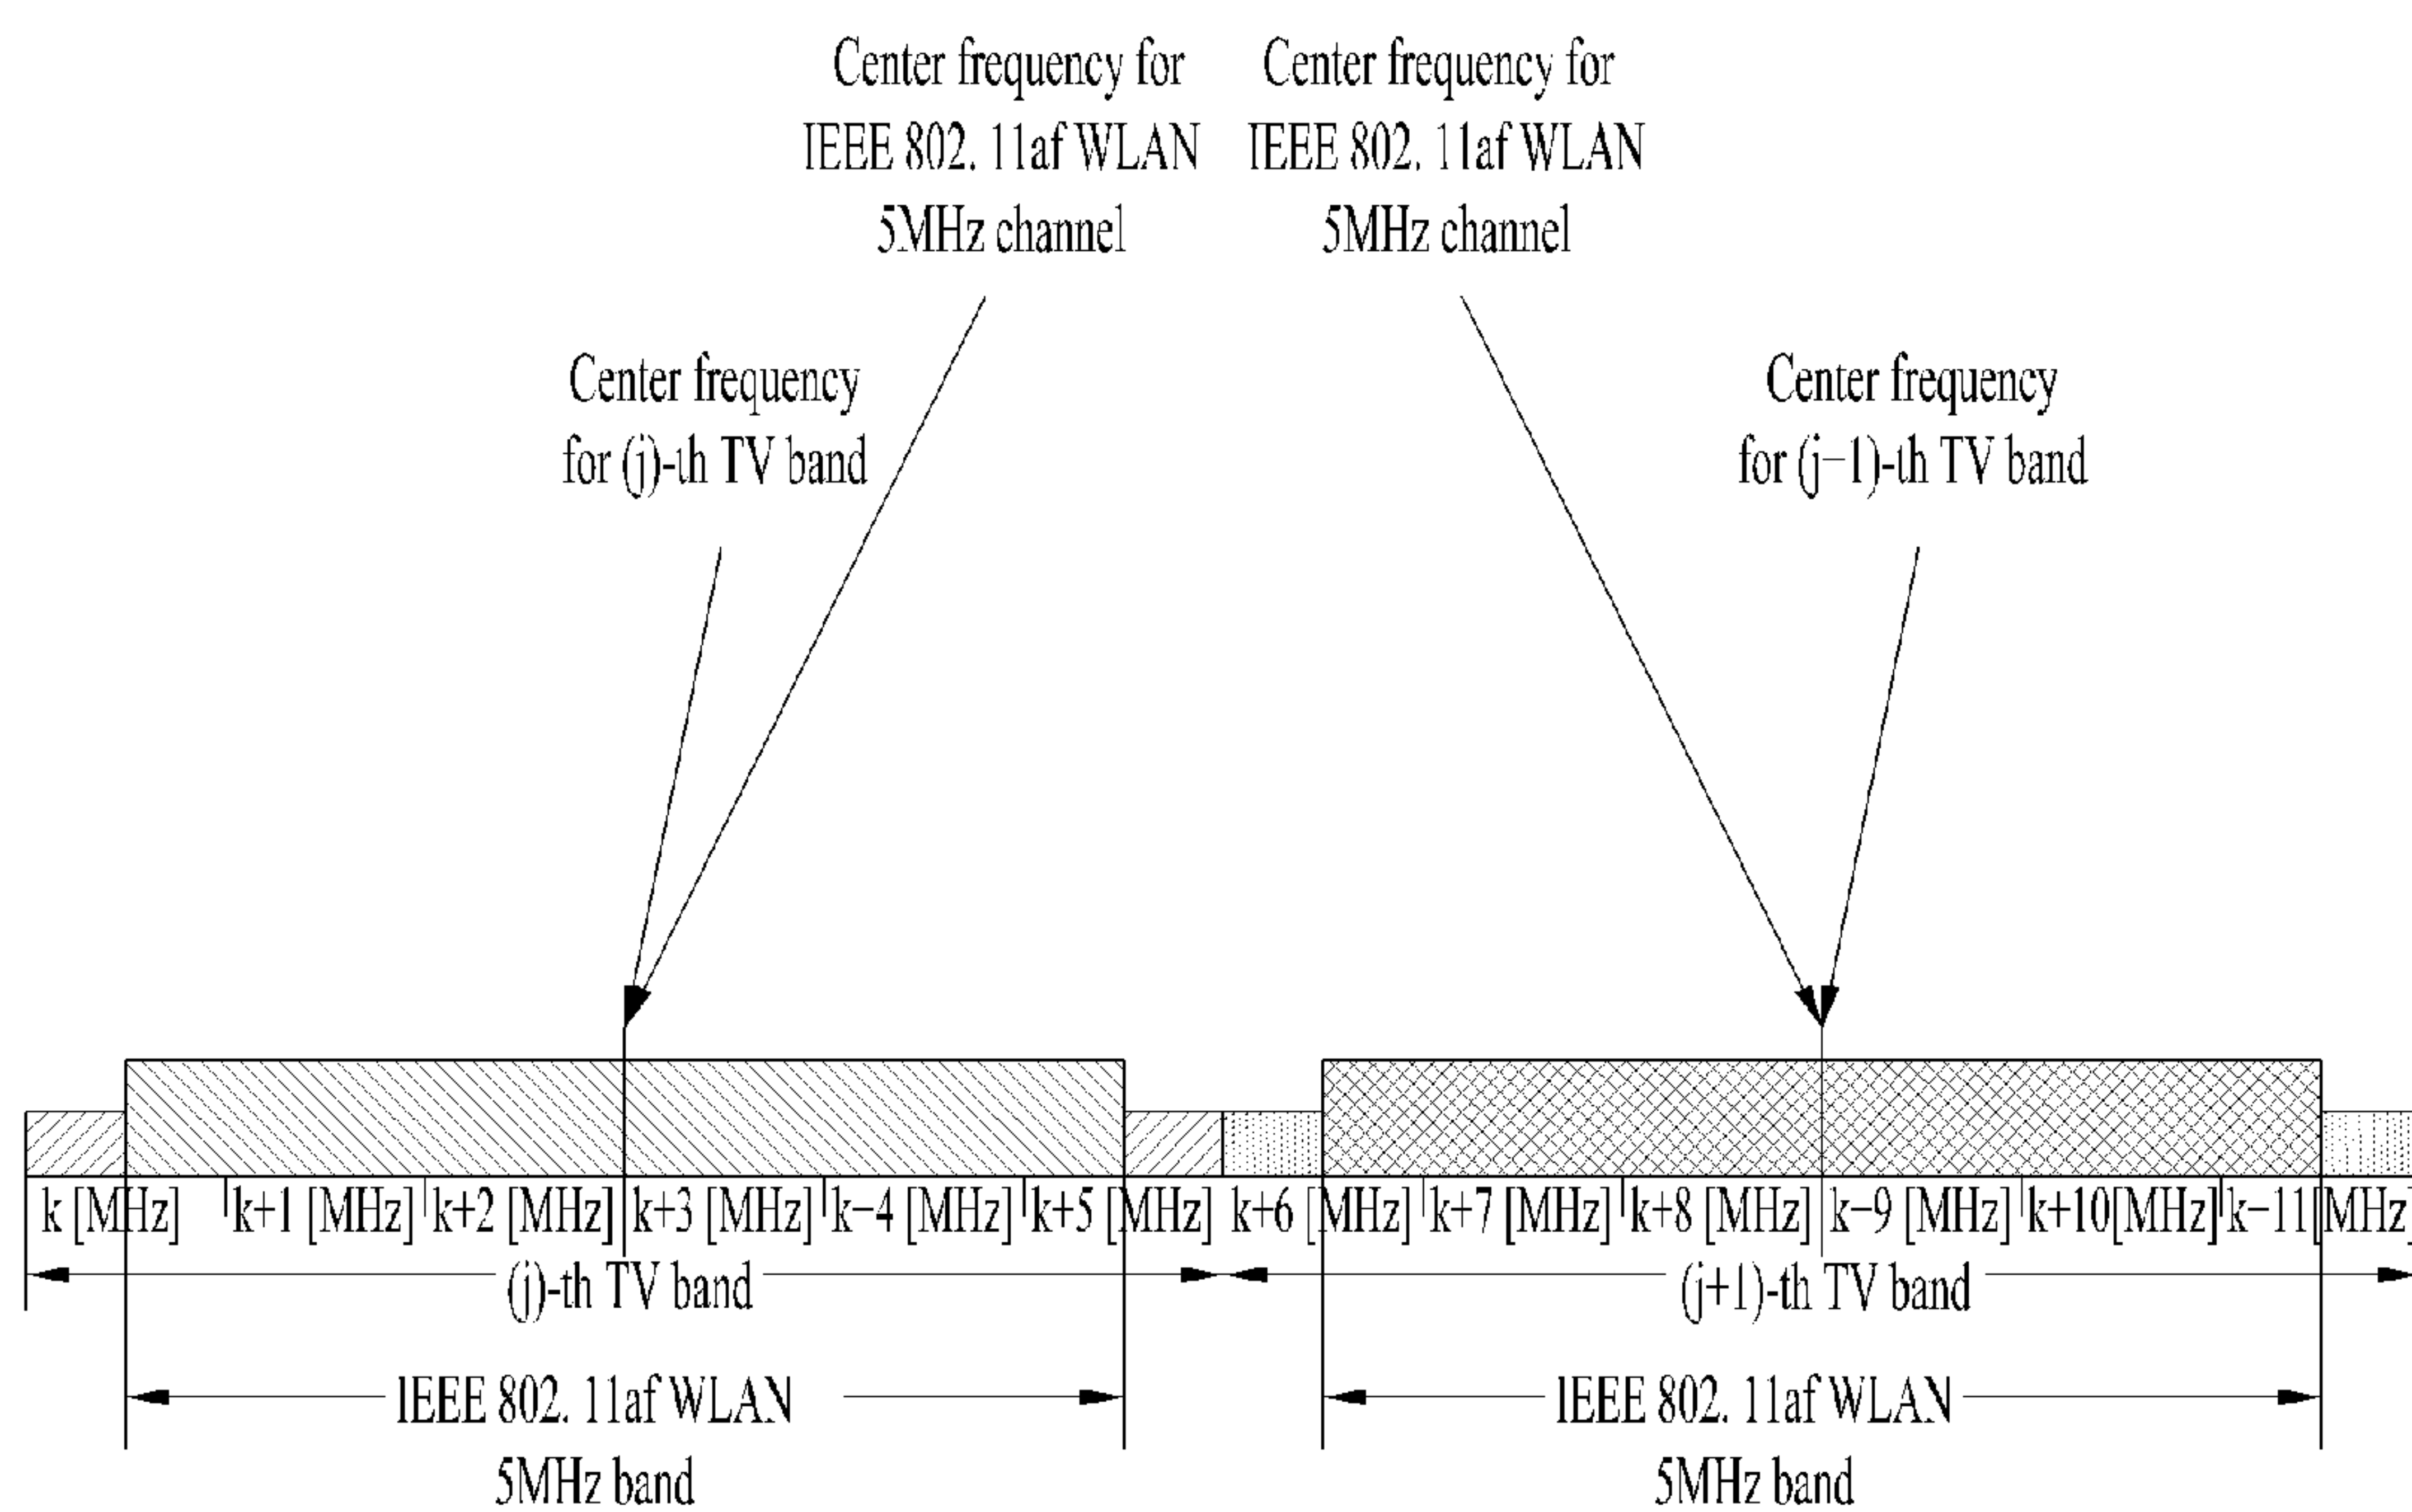 Center frequency for
IEEE 802. 11af WLAN
5MHz channel
Center frequency for
IEEE 802. 11af WLAN
5MHz channel
Center frequency
for (j)-th TV band
Center frequency
for (j−1)-th TV band
k [MHz] k+1 [MHz] k+2 [MHz] k+3 [MHz] k−4 [MHz] k+5 [MHz] k+6 [MHz] k+7 [MHz] k+8 [MHz] k−9 [MHz] k+10[MHz] k−11[MHz]
(j)-th TV band
(j+1)-th TV band
IEEE 802. 11af WLAN
5MHz band
IEEE 802. 11af WLAN
5MHz band